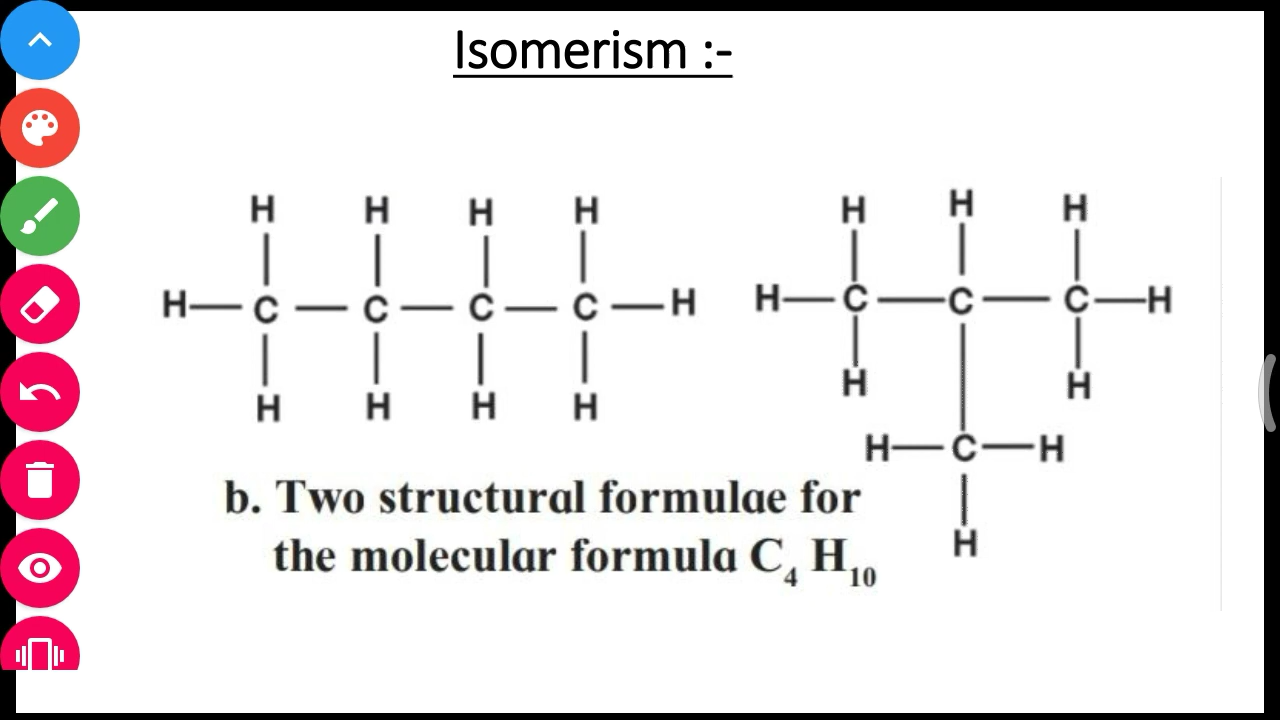 Isomerism :-
H H H H
H—C—C—C—C—H
H H H H
H H H
H—C—C—C—H
H H
H—C—H
H
b. Two structural formulae for
the molecular formula C₄ H₁₀